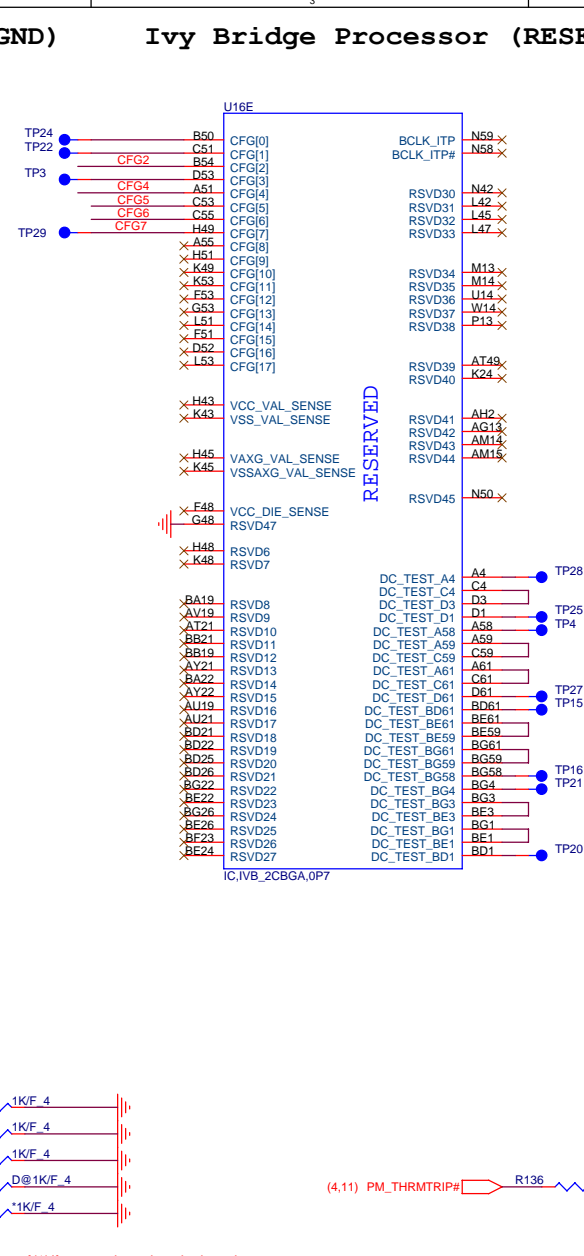 3
GND) Ivy Bridge Processor (RESE
U16E
TP24 B50 CFG[0] BCLK_ITP N59
TP22 C51 CFG[1] BCLK_ITP# N58
CFG2 B54 CFG[2]
TP3 D53 CFG[3] RSVD30 N42
CFG4 A51 CFG[4] RSVD31 L42
CFG5 C53 CFG[5] RSVD32 L45
CFG6 C55 CFG[6] RSVD33 L47
TP29 CFG7 H49 CFG[7]
A55 CFG[8]
H51 CFG[9] RSVD34 M13
K49 CFG[10] RSVD35 M14
K53 CFG[11] RSVD36 U14
F53 CFG[12] RSVD37 W14
G53 CFG[13] RSVD38 P13
L51 CFG[14]
F51 CFG[15]
D52 CFG[16] RSVD39 AT49
L53 CFG[17] RSVD40 K24
H43 VCC_VAL_SENSE RSVD41 AH2
K43 VSS_VAL_SENSE RSVD42 AG13
RSVD43 AM14
H45 VAXG_VAL_SENSE RSVD44 AM15
K45 VSSAXG_VAL_SENSE
RESERVED
RSVD45 N50
F48 VCC_DIE_SENSE
G48 RSVD47
H48 RSVD6
K48 RSVD7
DC_TEST_A4 A4 TP28
DC_TEST_C4 C4
BA19 RSVD8 DC_TEST_D3 D3
AV19 RSVD9 DC_TEST_D1 D1 TP25
AT21 RSVD10 DC_TEST_A58 A58 TP4
BB21 RSVD11 DC_TEST_A59 A59
BB19 RSVD12 DC_TEST_C59 C59
AY21 RSVD13 DC_TEST_A61 A61
BA22 RSVD14 DC_TEST_C61 C61
AY22 RSVD15 DC_TEST_D61 D61 TP27
AU19 RSVD16 DC_TEST_BD61 BD61 TP15
AU21 RSVD17 DC_TEST_BE61 BE61
BD21 RSVD18 DC_TEST_BE59 BE59
BD22 RSVD19 DC_TEST_BG61 BG61
BD25 RSVD20 DC_TEST_BG59 BG59
BD26 RSVD21 DC_TEST_BG58 BG58 TP16
BG22 RSVD22 DC_TEST_BG4 BG4 TP21
BE22 RSVD23 DC_TEST_BG3 BG3
BG26 RSVD24 DC_TEST_BE3 BE3
BE26 RSVD25 DC_TEST_BG1 BG1
BF23 RSVD26 DC_TEST_BE1 BE1
BE24 RSVD27 DC_TEST_BD1 BD1 TP20
IC,IVB_2CBGA,0P7
1K/F_4
1K/F_4
1K/F_4
D@1K/F_4
(4,11) PM_THRMTRIP# R136
*1K/F_4